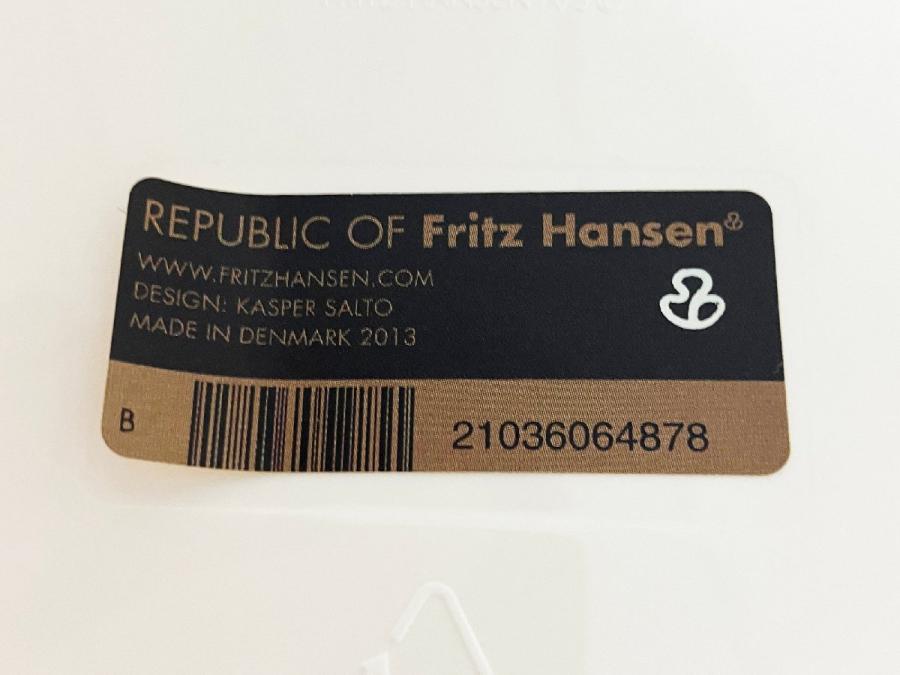 REPUBLIC OF Fritz Hansen®
WWW.FRITZHANSEN.COM
DESIGN: KASPER SALTO
MADE IN DENMARK 2013
B
21036064878